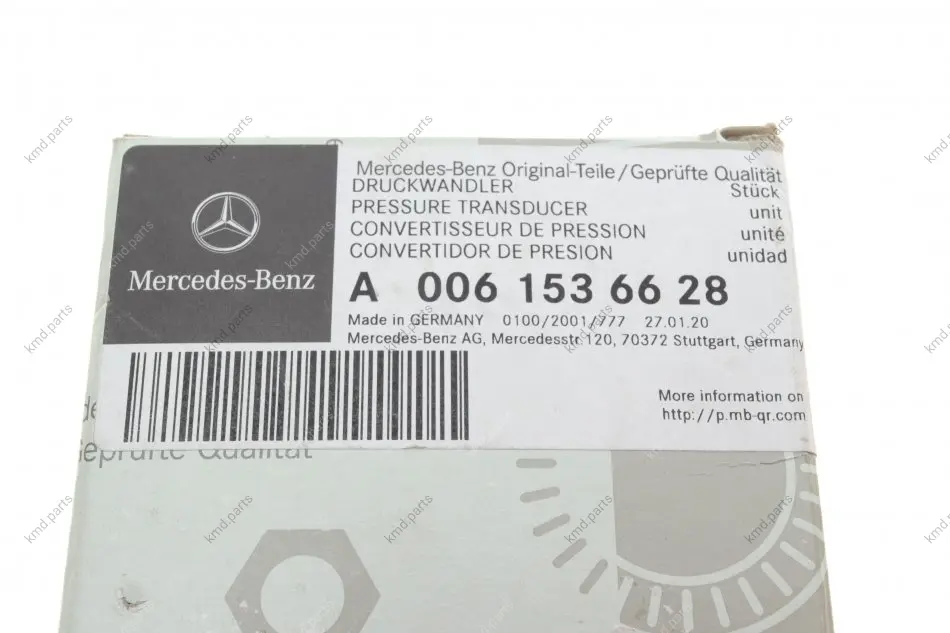 Mercedes-Benz Original-Teile/Geprüfte Qualität
DRUCKWANDLER Stück
PRESSURE TRANSDUCER unit
CONVERTISSEUR DE PRESSION unité
CONVERTIDOR DE PRESION unidad
Mercedes-Benz
A 006 153 66 28
Made in GERMANY 0100/2001/777 27.01.20
Mercedes-Benz AG, Mercedesstr.120, 70372 Stuttgart, Germany
More information on
http://p.mb-qr.com
Geprüfte Qualität
kmd.parts